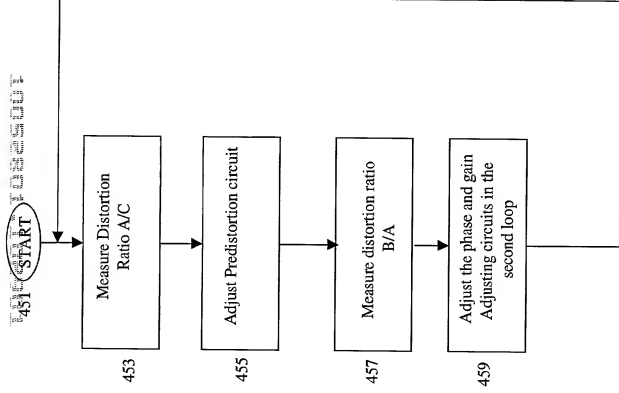 451 START
453
Measure Distortion
Ratio A/C
455
Adjust Predistortion circuit
457
Measure distortion ratio
B/A
459
Adjust the phase and gain
Adjusting circuits in the
second loop